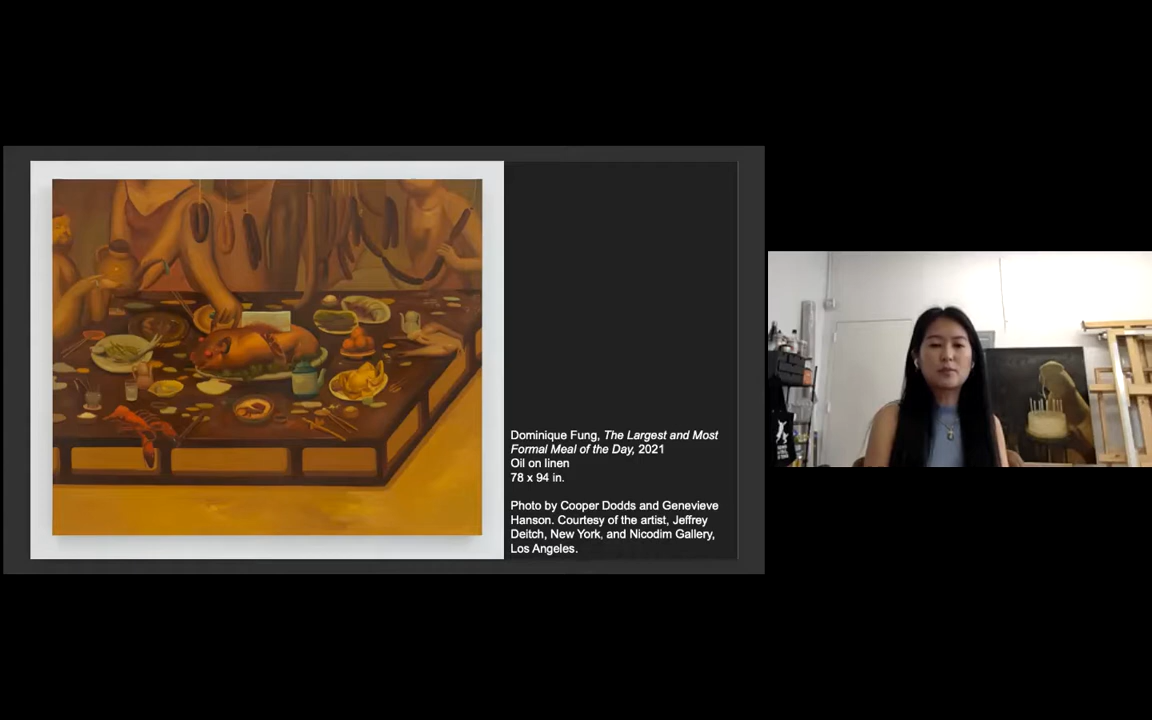 Dominique Fung, The Largest and Most
Formal Meal of the Day, 2021
Oil on linen
78 x 94 in.
Photo by Cooper Dodds and Genevieve
Hanson. Courtesy of the artist, Jeffrey
Deitch, New York, and Nicodim Gallery,
Los Angeles.